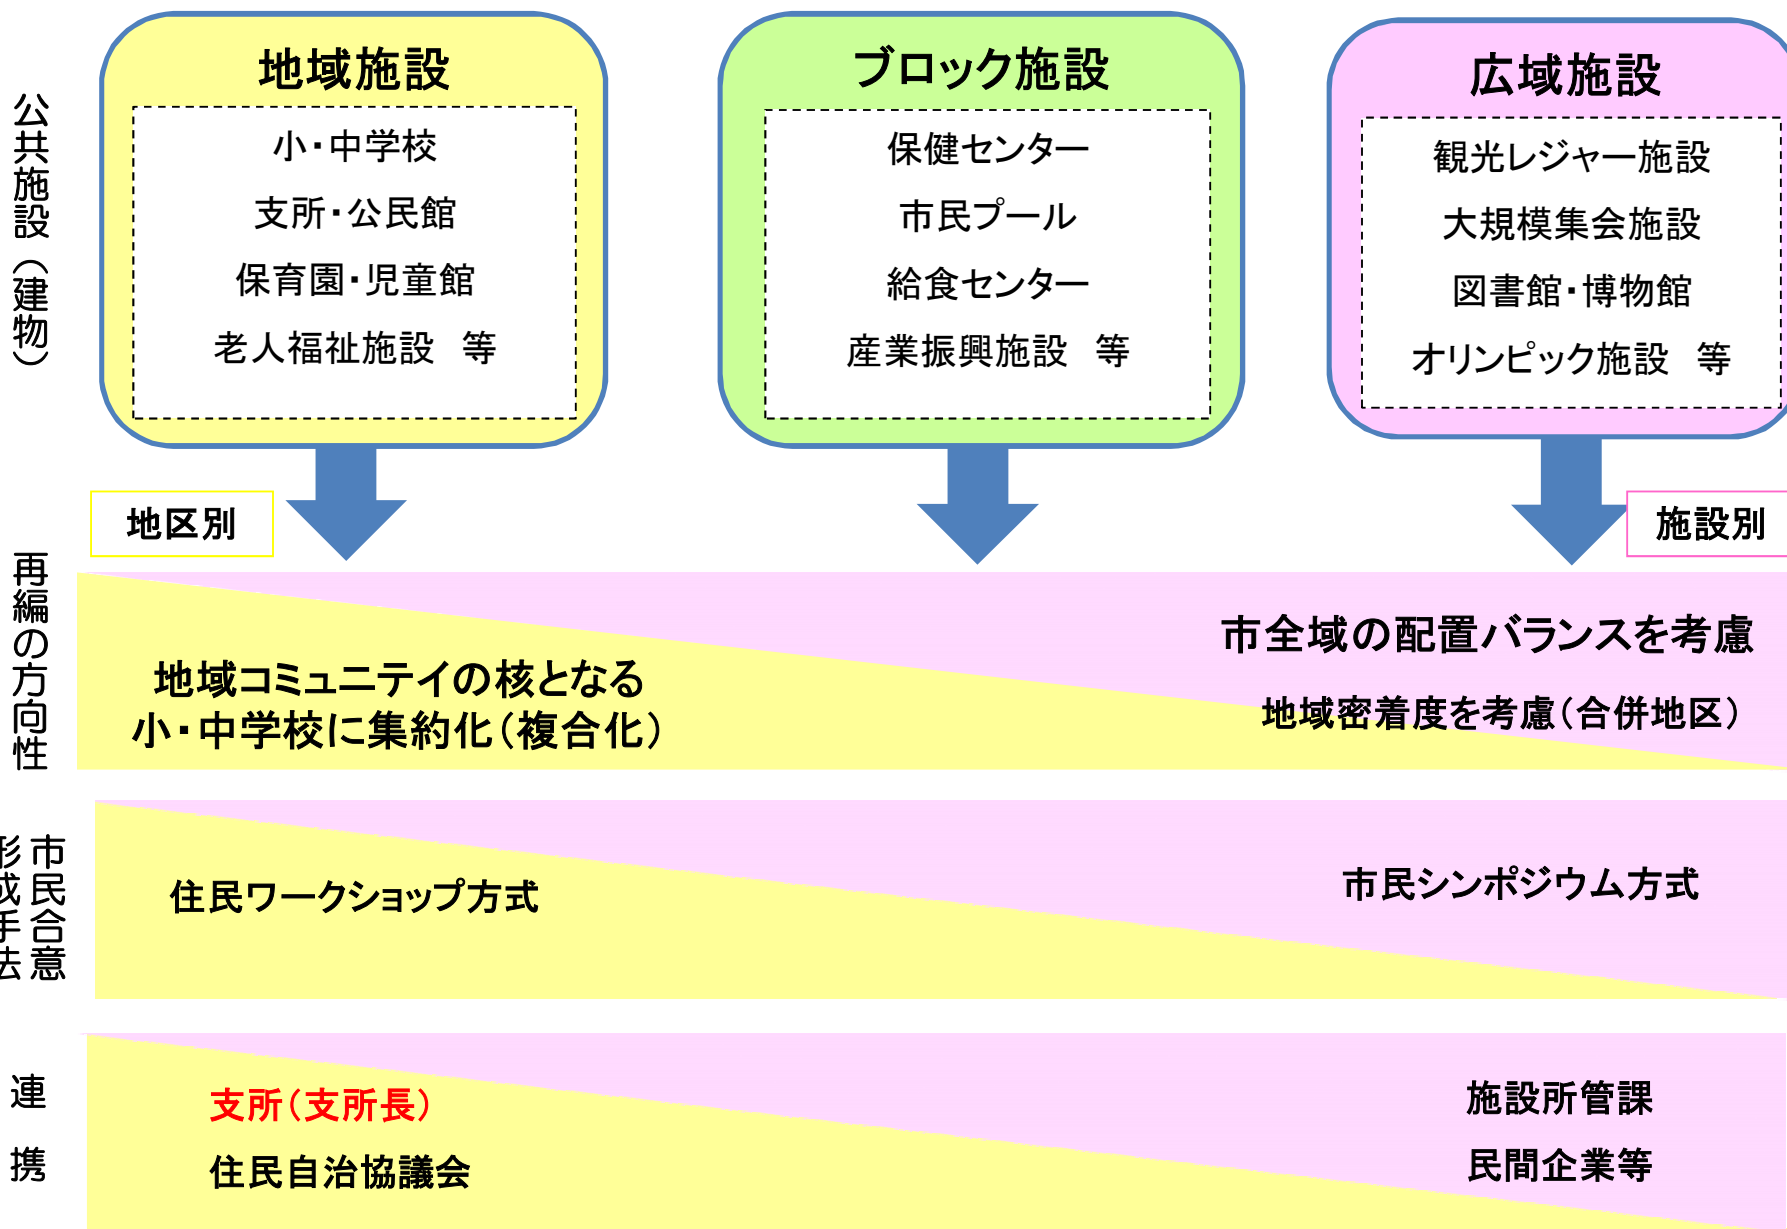 公共施設（建物）
地域施設
小・中学校
支所・公民館
保育園・児童館
老人福祉施設　等
ブロック施設
保健センター
市民プール
給食センター
産業振興施設　等
広域施設
観光レジャー施設
大規模集会施設
図書館・博物館
オリンピック施設　等
地区別
施設別
再編の方向性
地域コミュニテイの核となる
小・中学校に集約化（複合化）
市全域の配置バランスを考慮
地域密着度を考慮（合併地区）
市民合意
形成手法
住民ワークショップ方式
市民シンポジウム方式
連携
支所（支所長）
住民自治協議会
施設所管課
民間企業等